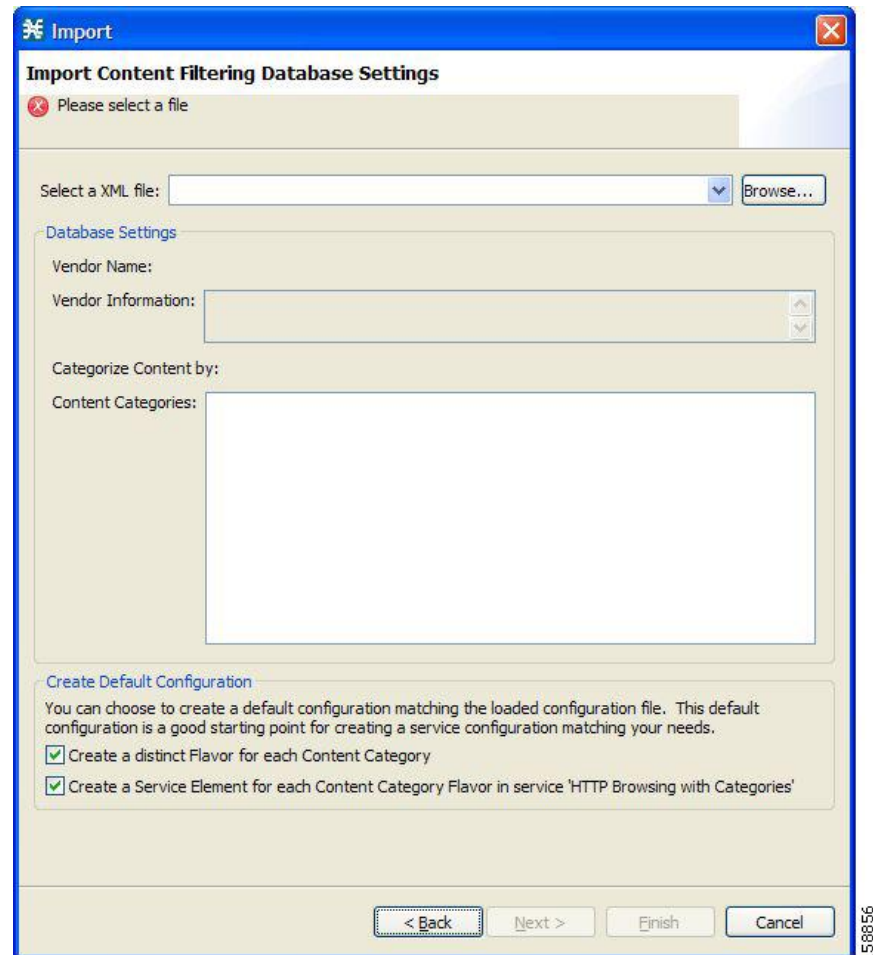 Import
Import Content Filtering Database Settings
Please select a file
Select a XML file:
Browse...
Database Settings
Vendor Name:
Vendor Information:
Categorize Content by:
Content Categories:
Create Default Configuration
You can choose to create a default configuration matching the loaded configuration file. This default
configuration is a good starting point for creating a service configuration matching your needs.
Create a distinct Flavor for each Content Category
Create a Service Element for each Content Category Flavor in service 'HTTP Browsing with Categories'
< Back
Next >
Finish
Cancel
58856